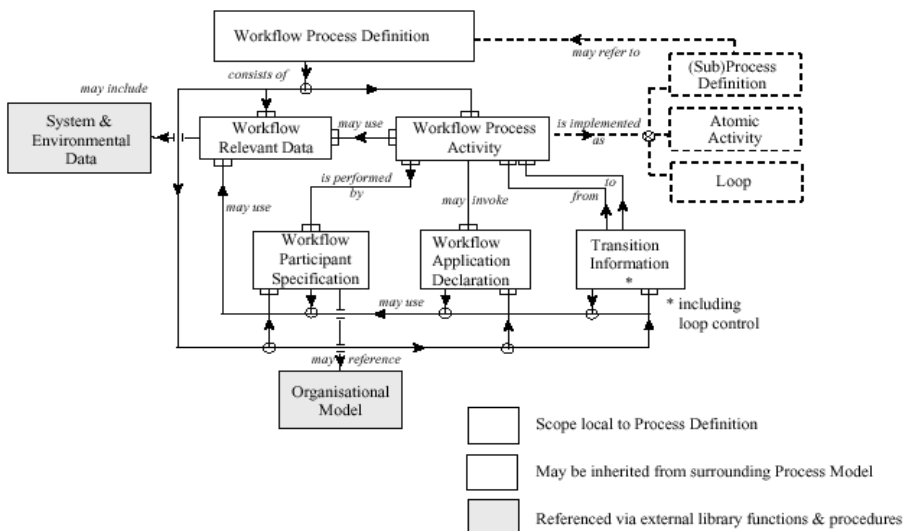 Workflow Process Definition
may refer to
(Sub)Process
Definition
consists of
may include
System &
Environmental
Data
Workflow
Relevant Data
may use
Workflow Process
Activity
is implemented
as
Atomic
Activity
Loop
is performed
by
may use
may invoke
to
from
Workflow
Participant
Specification
Workflow
Application
Declaration
Transition
Information
*
may use
* including
loop control
may reference
Organisational
Model
Scope local to Process Definition
May be inherited from surrounding Process Model
Referenced via external library functions & procedures